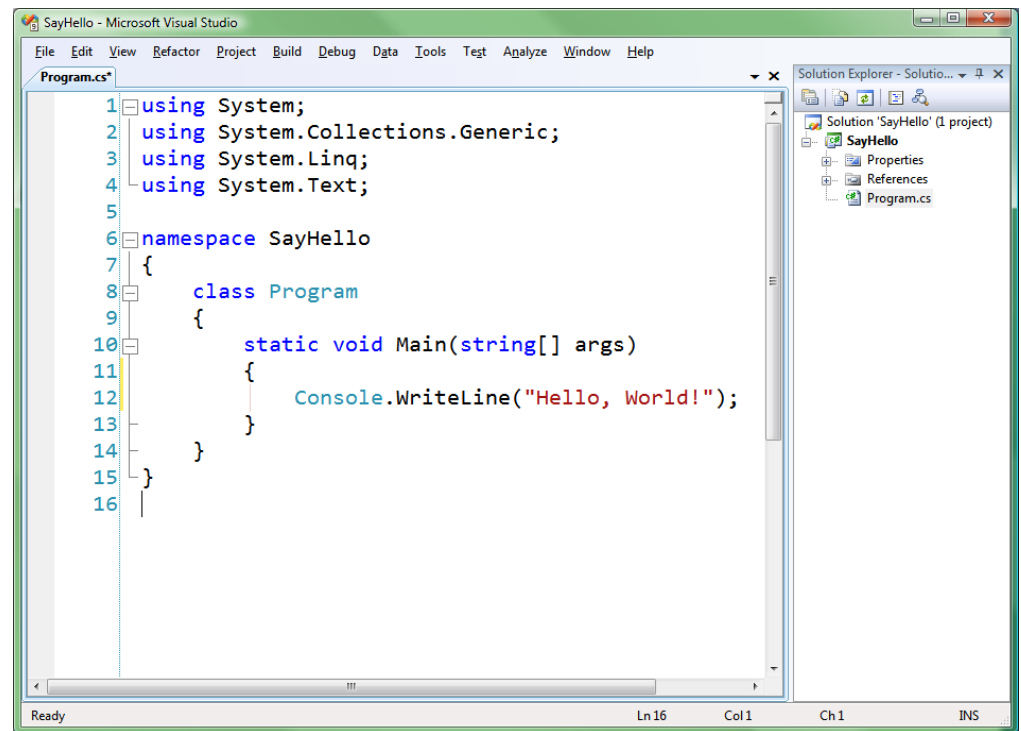 SayHello - Microsoft Visual Studio
File Edit View Refactor Project Build Debug Data Tools Test Analyze Window Help
Program.cs*
1 using System;
2 using System.Collections.Generic;
3 using System.Linq;
4 using System.Text;
5
6 namespace SayHello
7 {
8 class Program
9 {
10 static void Main(string[] args)
11 {
12 Console.WriteLine("Hello, World!");
13 }
14 }
15 }
16
Solution Explorer - Solutio...
Solution 'SayHello' (1 project)
SayHello
Properties
References
Program.cs
Ready Ln 16 Col 1 Ch 1 INS